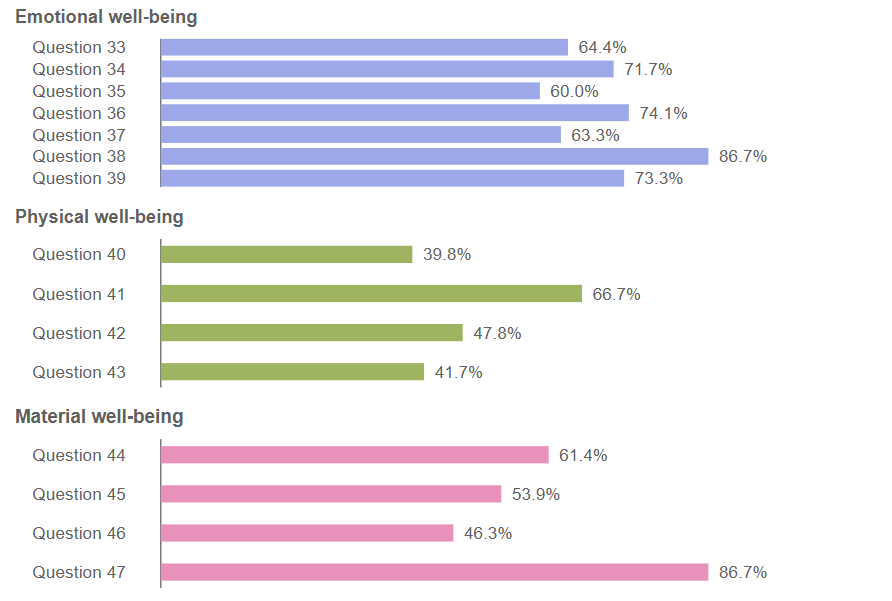 Emotional well-being
Question 33 64.4%
Question 34 71.7%
Question 35 60.0%
Question 36 74.1%
Question 37 63.3%
Question 38 86.7%
Question 39 73.3%
Physical well-being
Question 40 39.8%
Question 41 66.7%
Question 42 47.8%
Question 43 41.7%
Material well-being
Question 44 61.4%
Question 45 53.9%
Question 46 46.3%
Question 47 86.7%